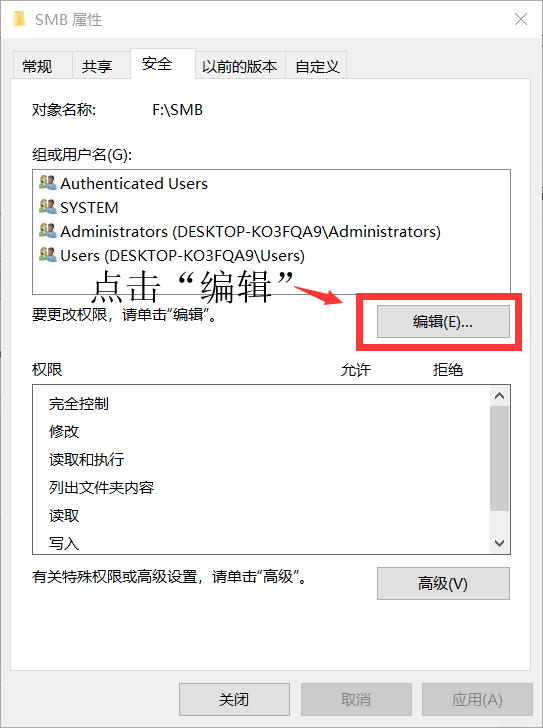 SMB 属性
常规 共享 安全 以前的版本 自定义
对象名称: F:\SMB
组或用户名(G):
Authenticated Users
SYSTEM
Administrators (DESKTOP-KO3FQA9\Administrators)
Users (DESKTOP-KO3FQA9\Users)
点击“编辑”
要更改权限，请单击“编辑”。
编辑(E)...
权限 允许 拒绝
完全控制
修改
读取和执行
列出文件夹内容
读取
写入
有关特殊权限或高级设置，请单击“高级”。
高级(V)
关闭 取消 应用(A)